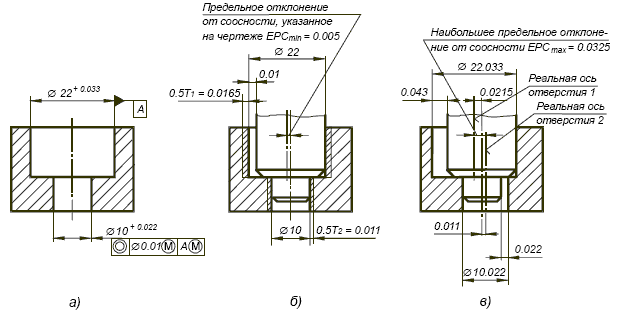 Предельное отклонение
от соосности, указанное
на чертеже EPCmin = 0.005
Наибольшее предельное отклоне-
ние от соосности EPCmax = 0.0325
⌀ 22
⌀ 22.033
0.01
0.5T1 = 0.0165
0.043
0.0215
Реальная ось
отверстия 1
Реальная ось
отверстия 2
⌀ 22+ 0.033
A
⌀10+ 0.022
◎ ⌀0.01Ⓜ AⓂ
⌀10
0.5T2 = 0.011
0.011
0.022
⌀10.022
а)
б)
в)